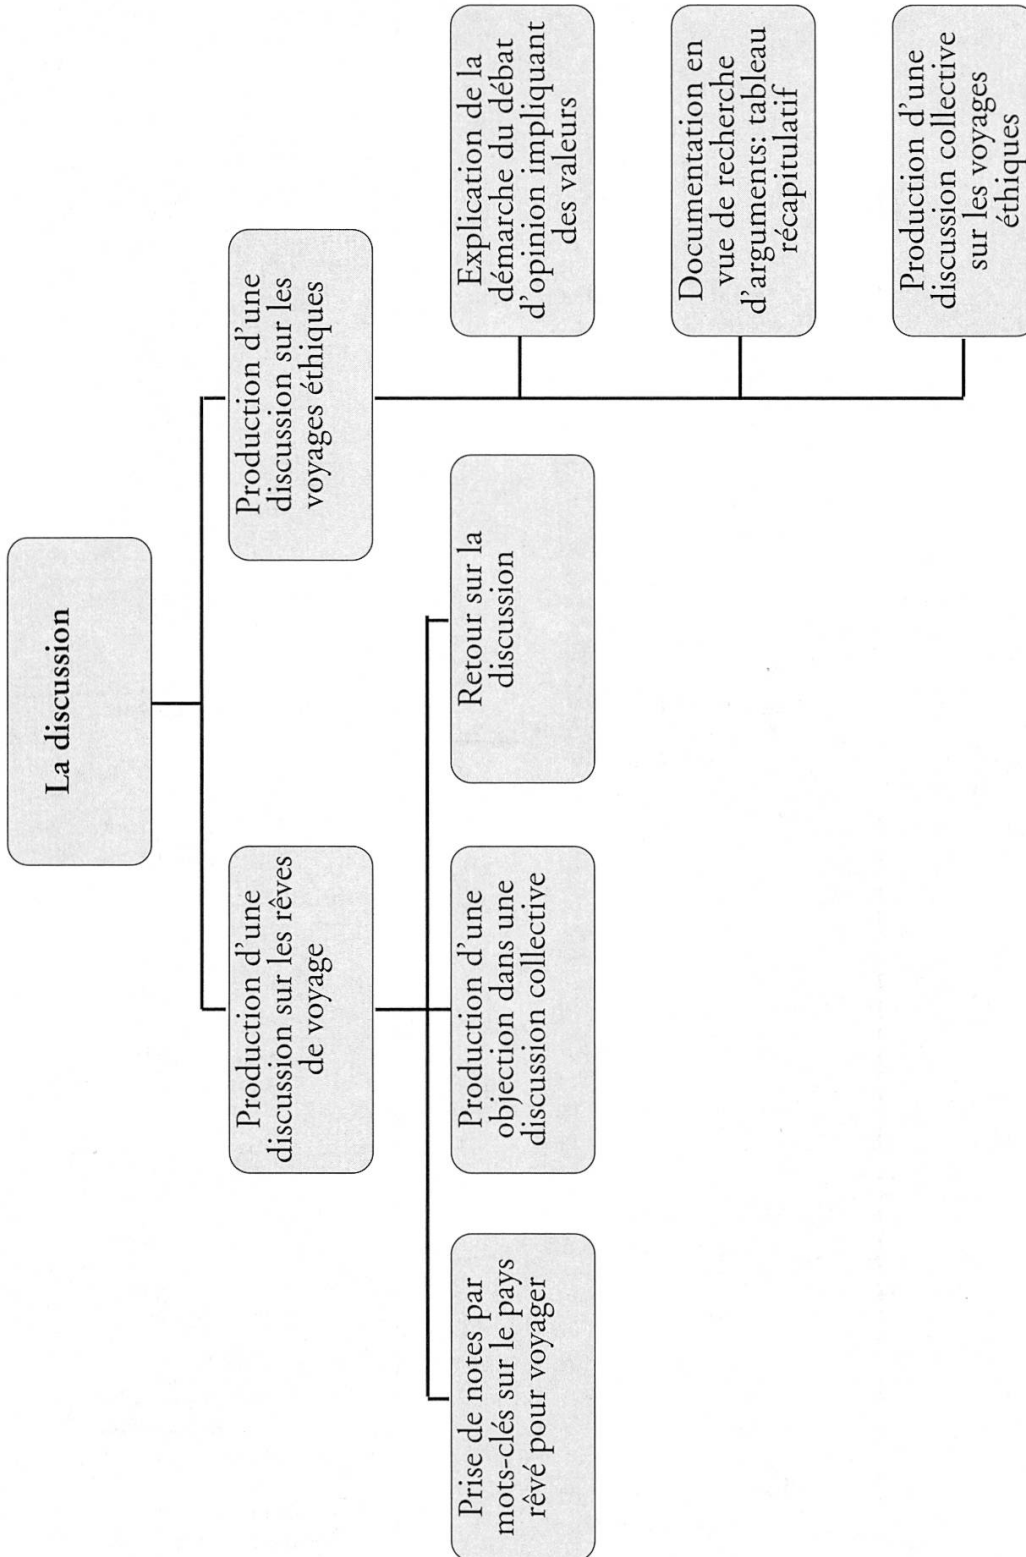 La discussion
Production d’une
discussion sur les rêves
de voyage
Production d’une
discussion sur les
voyages éthiques
Prise de notes par
mots-clés sur le pays
rêvé pour voyager
Production d’une
objection dans une
discussion collective
Retour sur la
discussion
Explication de la
démarche du débat
d’opinion impliquant
des valeurs
Documentation en
vue de recherche
d’arguments: tableau
récapitulatif
Production d’une
discussion collective
sur les voyages
éthiques